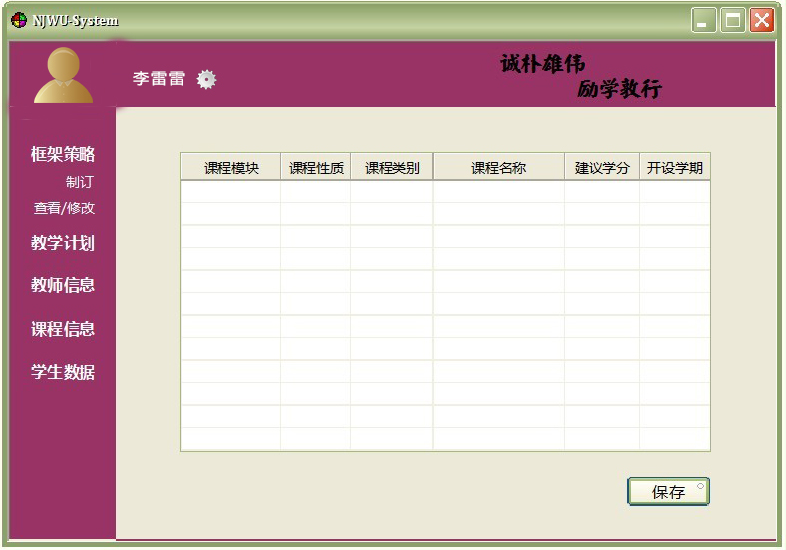 NJWU-System
李雷雷
诚朴雄伟
励学敦行
框架策略
制订
查看/修改
教学计划
教师信息
课程信息
学生数据
课程模块 课程性质 课程类别 课程名称 建议学分 开设学期
保存